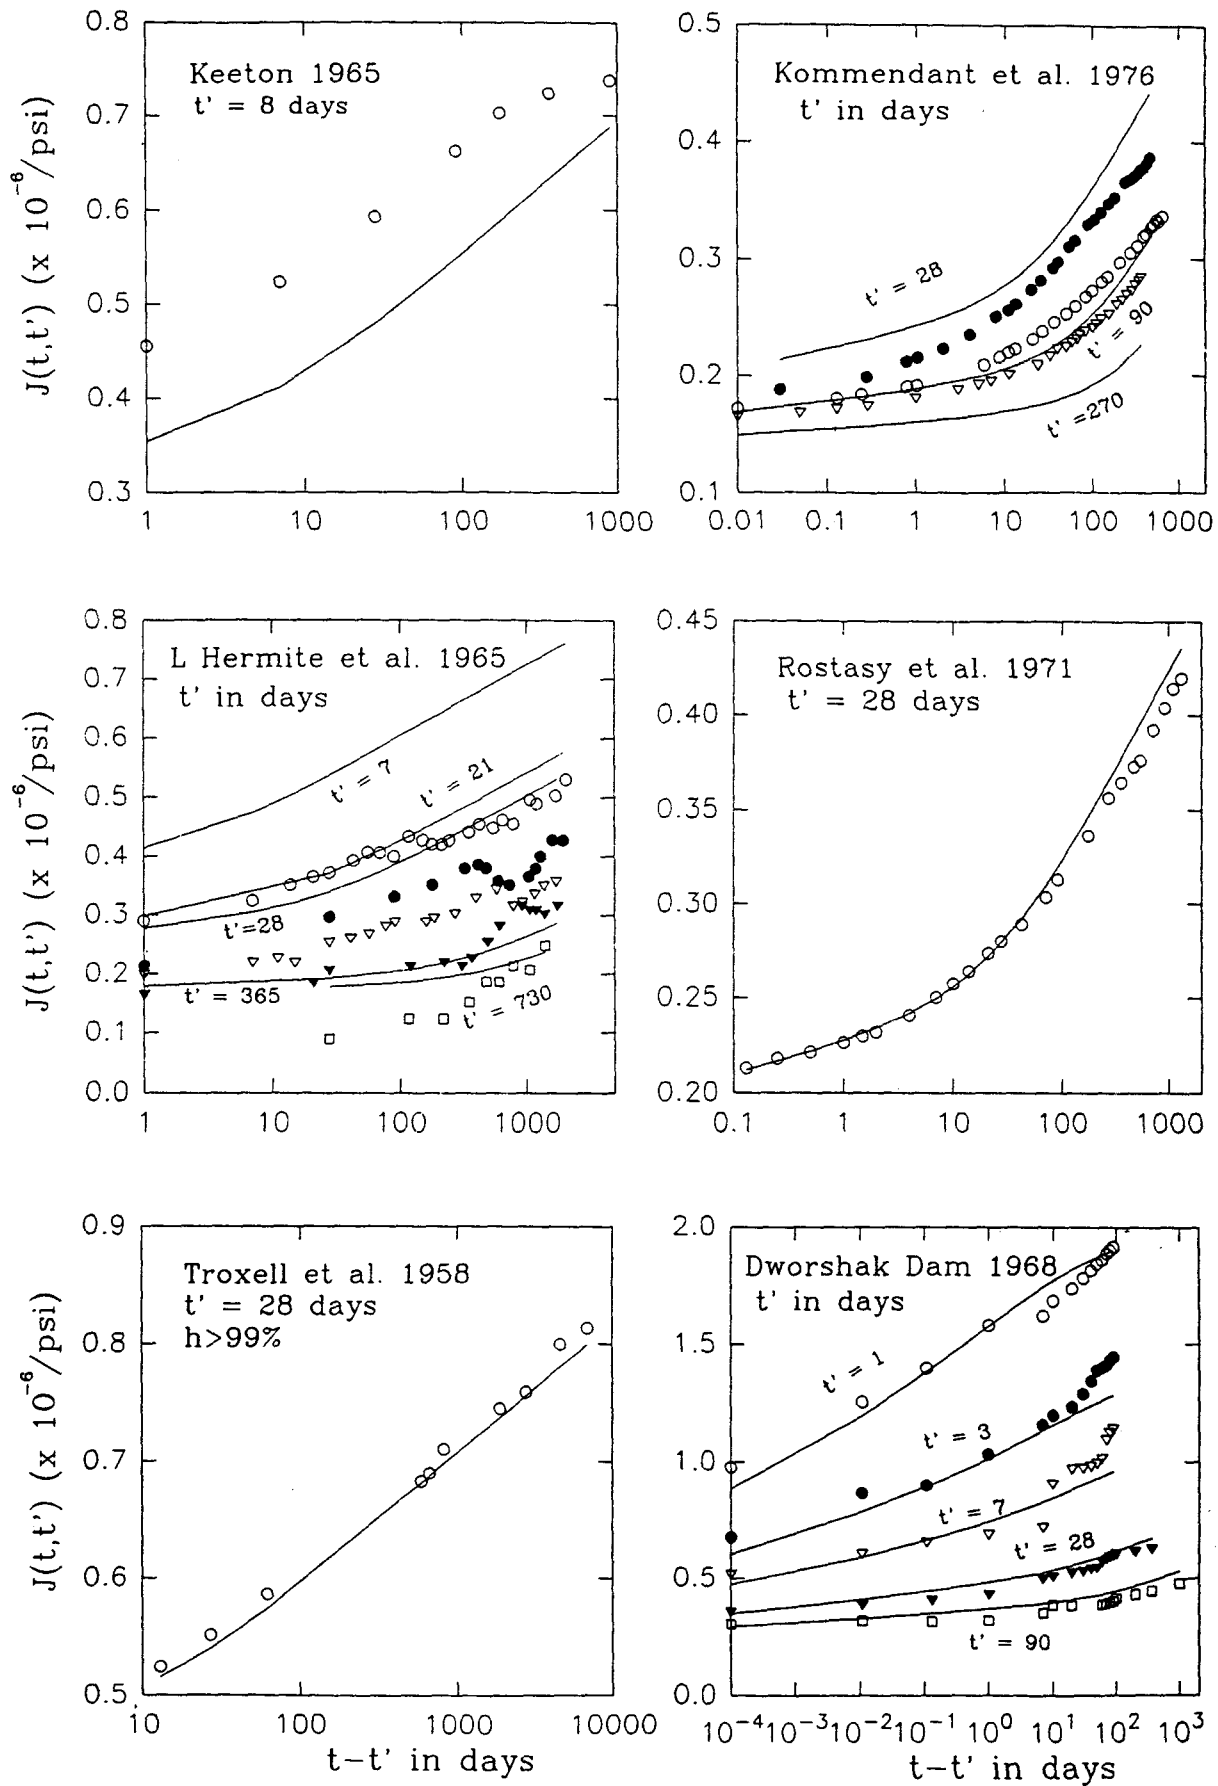 0.8
0.7
0.6
0.5
0.4
0.3
J(t,t') (x 10⁻⁶/psi)
Keeton 1965
t' = 8 days
1
10
100
1000
0.5
0.4
0.3
0.2
0.1
Kommendant et al. 1976
t' in days
t' = 28
t' = 90
t' =270
0.01
0.1
1
10
100
1000
0.8
0.7
0.6
0.5
0.4
0.3
0.2
0.1
0.0
J(t,t') (x 10⁻⁶/psi)
L Hermite et al. 1965
t' in days
t' = 7
t' = 21
t'=28
t' = 365
t' = 730
1
10
100
1000
0.45
0.40
0.35
0.30
0.25
0.20
Rostasy et al. 1971
t' = 28 days
0.1
1
10
100
1000
0.9
0.8
0.7
0.6
0.5
J(t,t') (x 10⁻⁶/psi)
Troxell et al. 1958
t' = 28 days
h>99%
10
100
1000
10000
t-t' in days
2.0
1.5
1.0
0.5
0.0
Dworshak Dam 1968
t' in days
t' = 1
t' = 3
t' = 7
t' = 28
t' = 90
10⁻⁴
10⁻³
10⁻²
10⁻¹
10⁰
10¹
10²
10³
t-t' in days